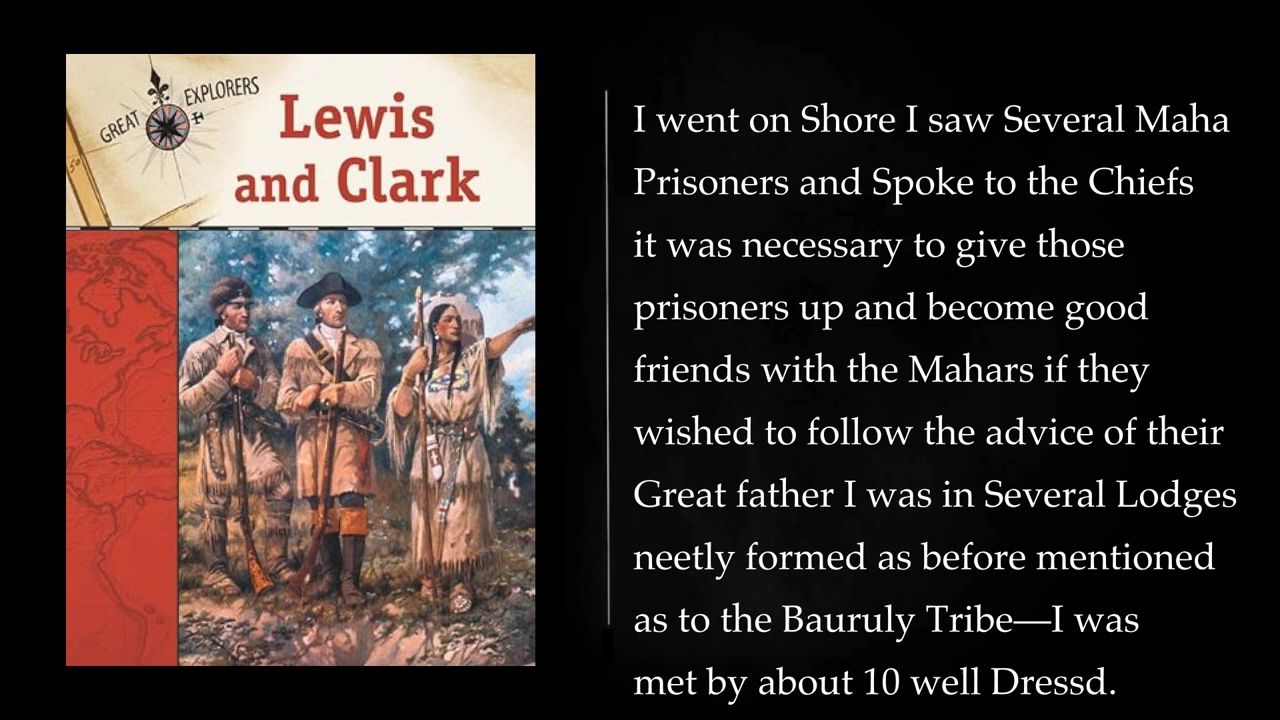 GREAT EXPLORERS
Lewis
and Clark
50
I went on Shore I saw Several Maha
Prisoners and Spoke to the Chiefs
it was necessary to give those
prisoners up and become good
friends with the Mahars if they
wished to follow the advice of their
Great father I was in Several Lodges
neetly formed as before mentioned
as to the Bauruly Tribe—I was
met by about 10 well Dressd.